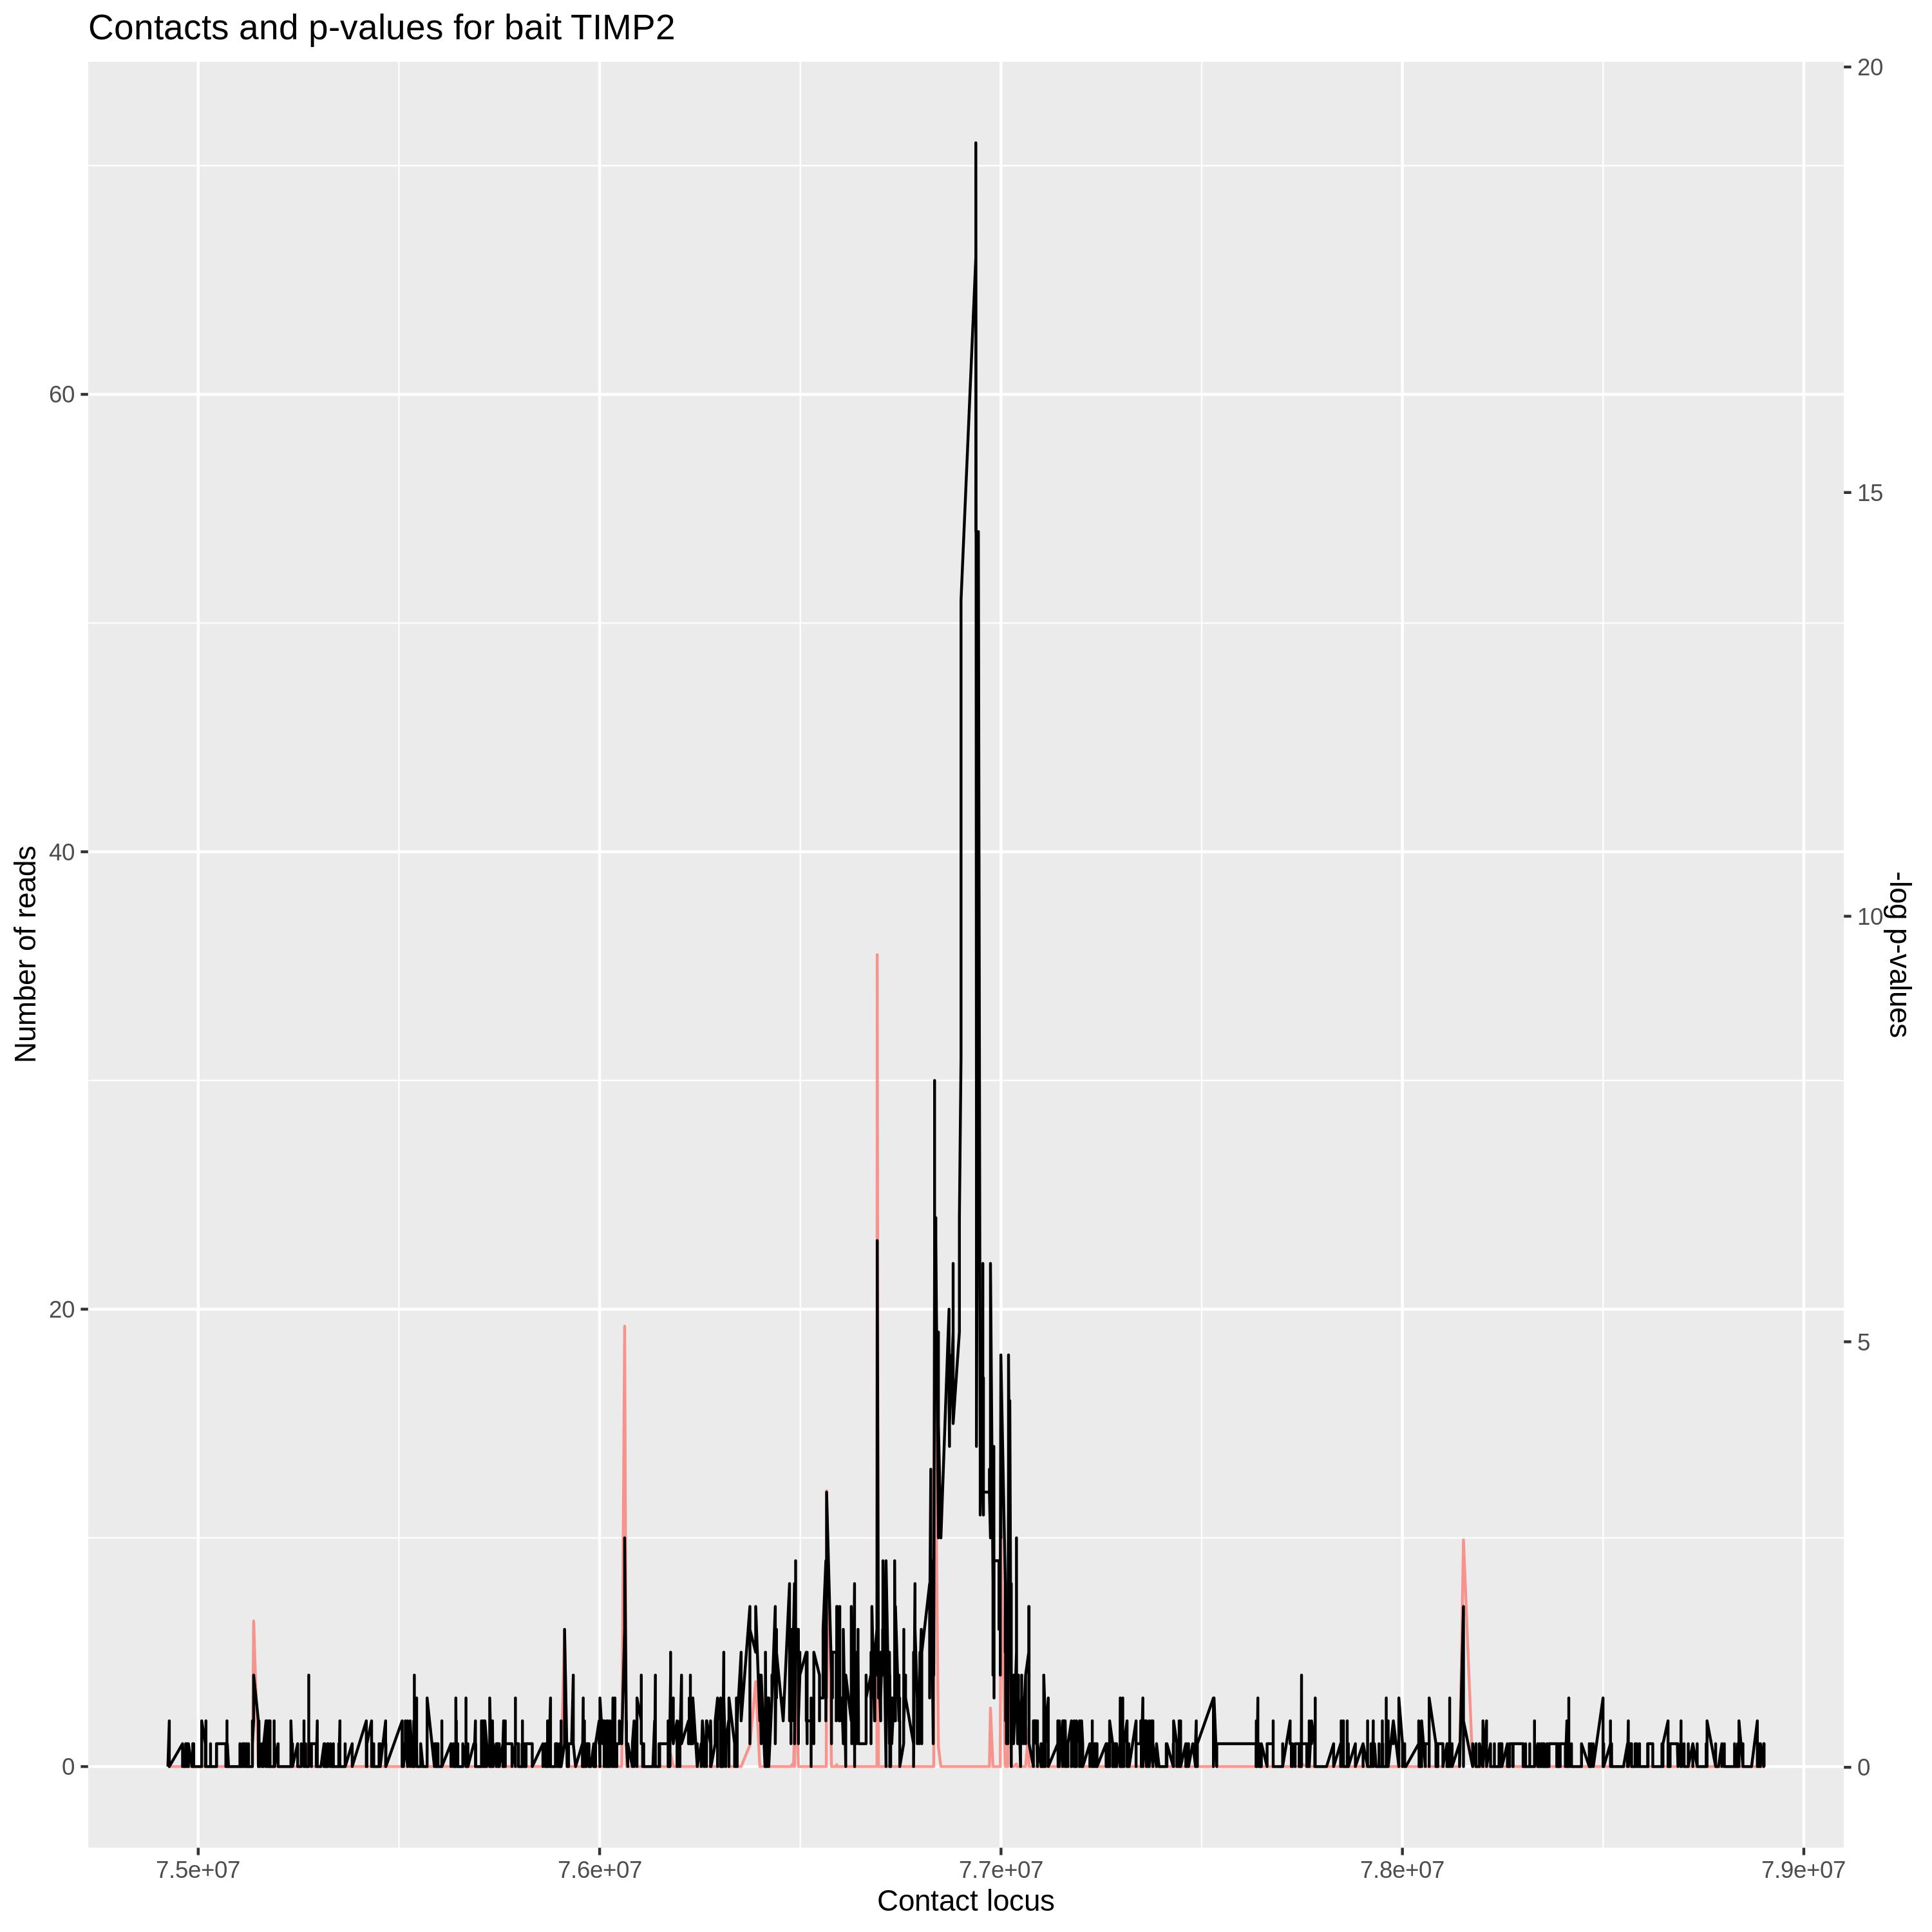 Contacts and p-values for bait TIMP2
20
15
10
5
0
-log p-values
60
40
20
0
Number of reads
7.5e+07 7.6e+07 7.7e+07 7.8e+07 7.9e+07
Contact locus